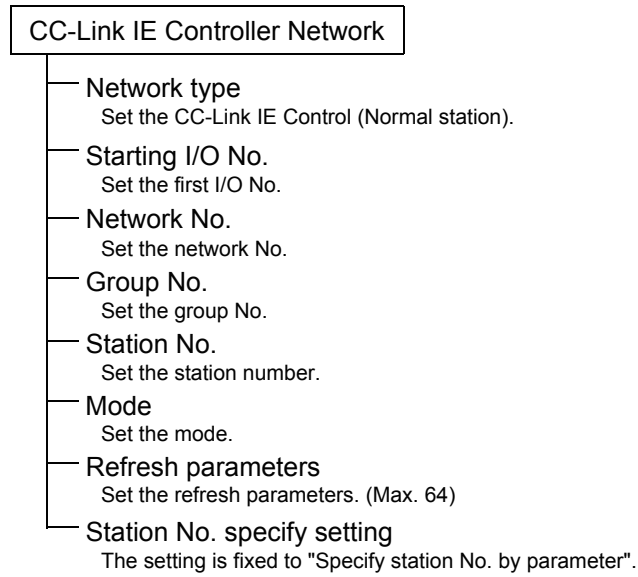 CC-Link IE Controller Network
Network type
Set the CC-Link IE Control (Normal station).
Starting I/O No.
Set the first I/O No.
Network No.
Set the network No.
Group No.
Set the group No.
Station No.
Set the station number.
Mode
Set the mode.
Refresh parameters
Set the refresh parameters. (Max. 64)
Station No. specify setting
The setting is fixed to "Specify station No. by parameter".